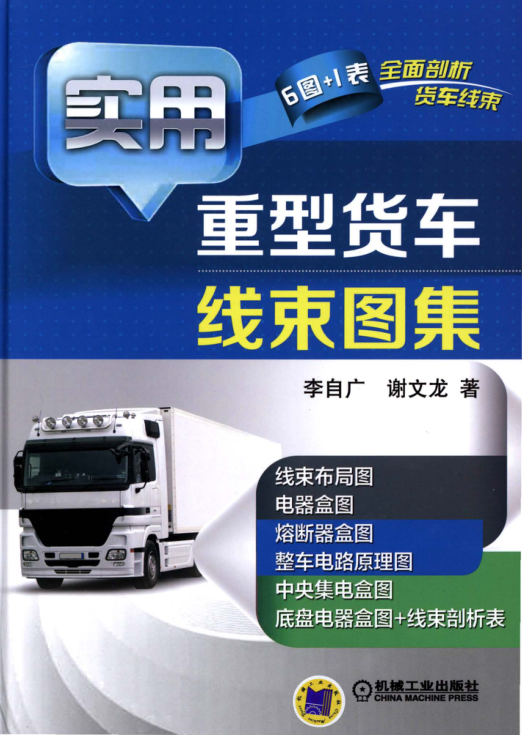 实用
6图+1表
全面剖析
货车线束
重型货车
线束图集
李自广 谢文龙 著
线束布局图
电器盒图
熔断器盒图
整车电路原理图
中央集电盒图
底盘电器盒图+线束剖析表
机械工业出版社
CHINA MACHINE PRESS